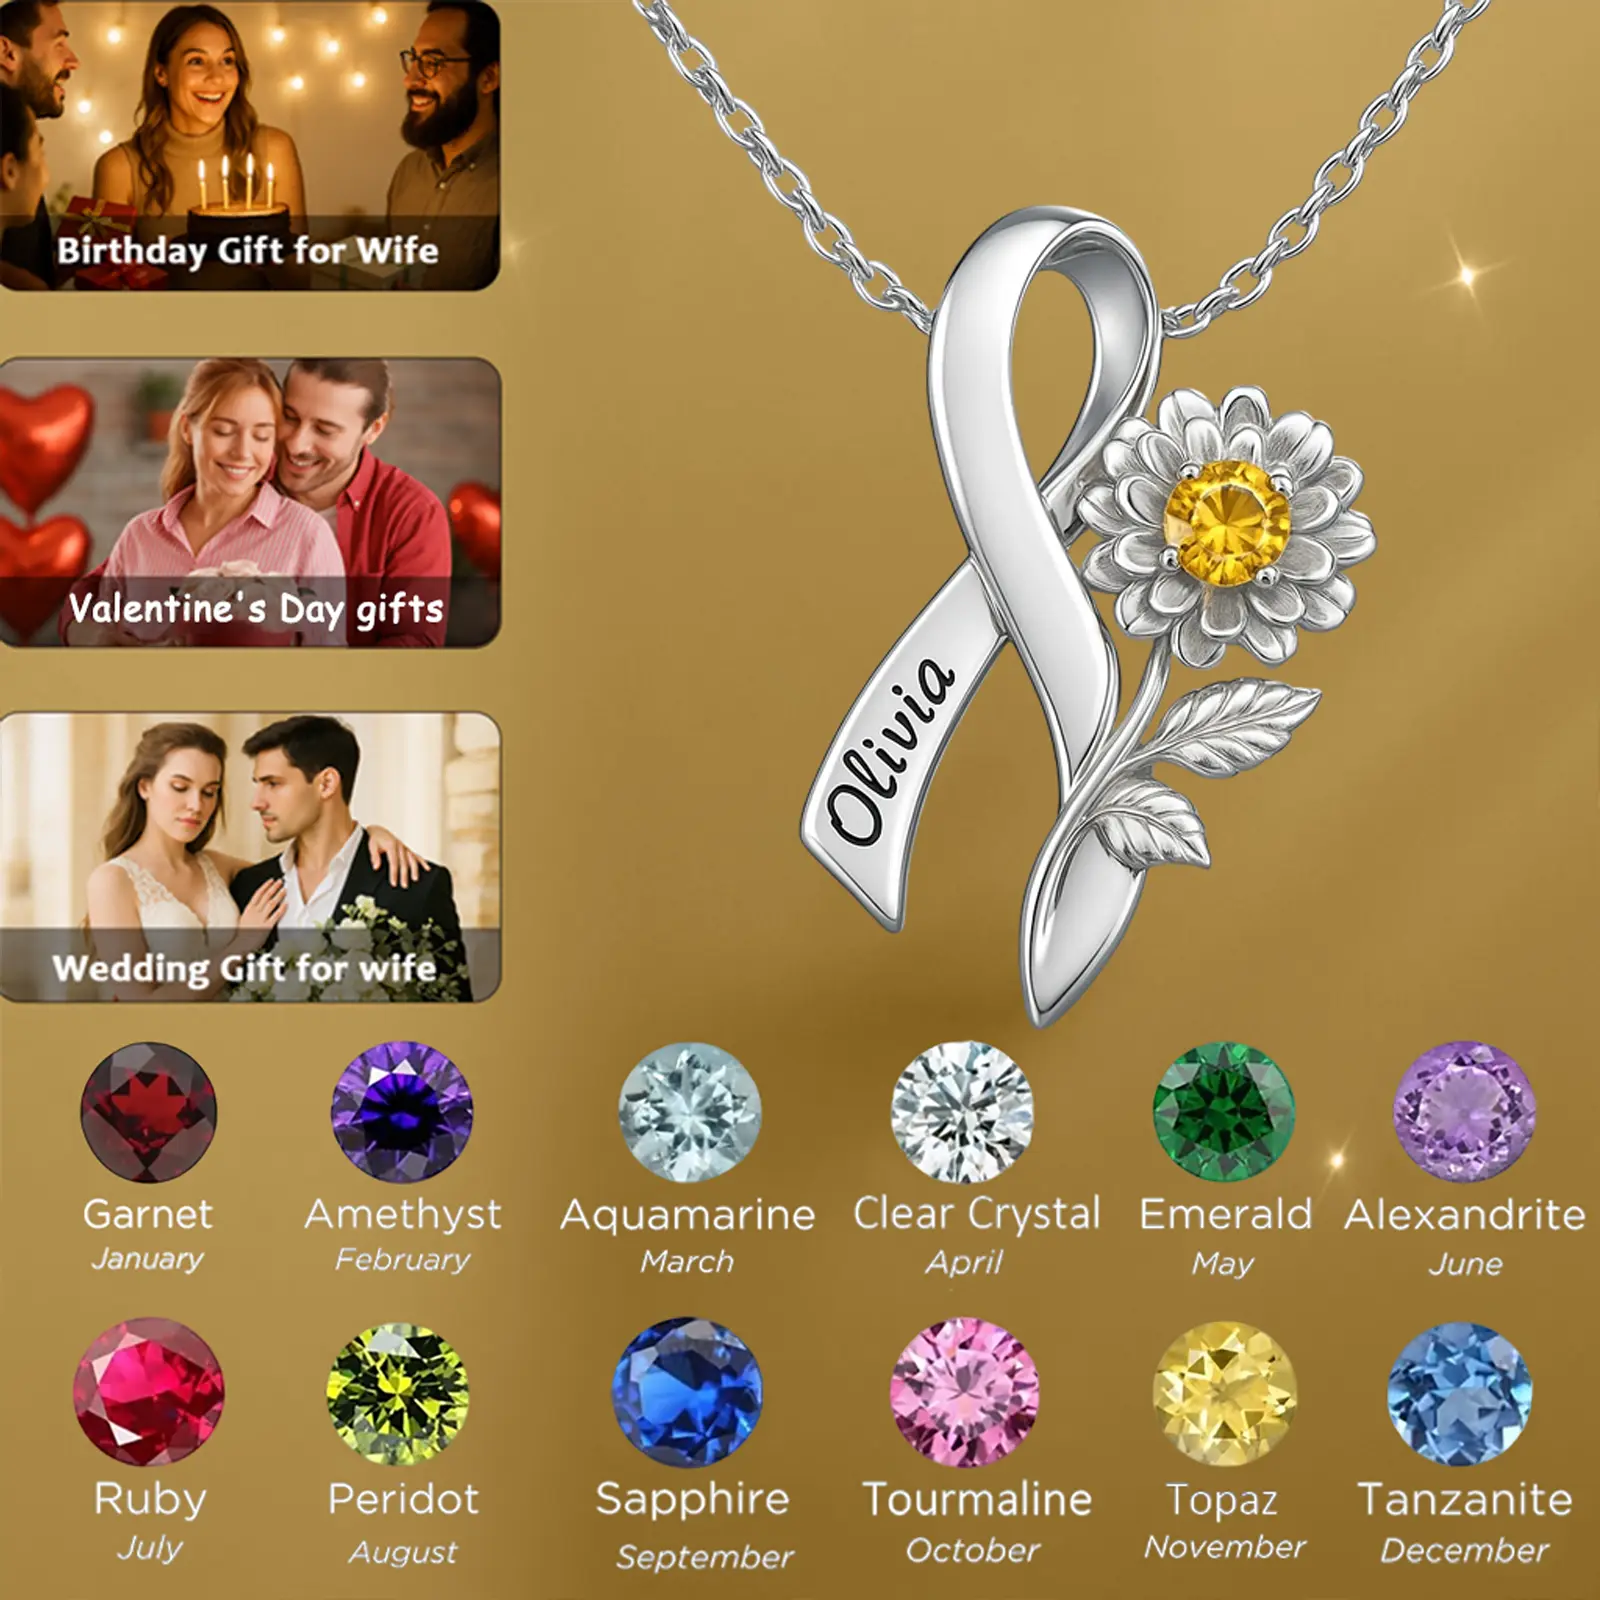 Birthday Gift for Wife
Valentine's Day gifts
Wedding Gift for wife
Olivia
Garnet
January
Amethyst
February
Aquamarine
March
Clear Crystal
April
Emerald
May
Alexandrite
June
Ruby
July
Peridot
August
Sapphire
September
Tourmaline
October
Topaz
November
Tanzanite
December